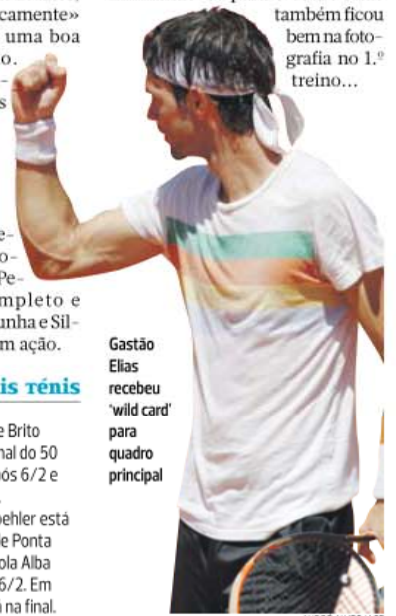 camente»
uma boa
o.
-
s
também ficou
bem na foto-
grafia no 1.º
treino...
e-
o-
Pe-
mpleto e
unha e Sil-
m ação.
Gastão
Elias
recebeu
‘wild card’
para
quadro
principal
is TÉNIS
e Brito
nal do 50
ós 6/2 e
oehler está
e Ponta
ola Alba
6/2. Em
na final.